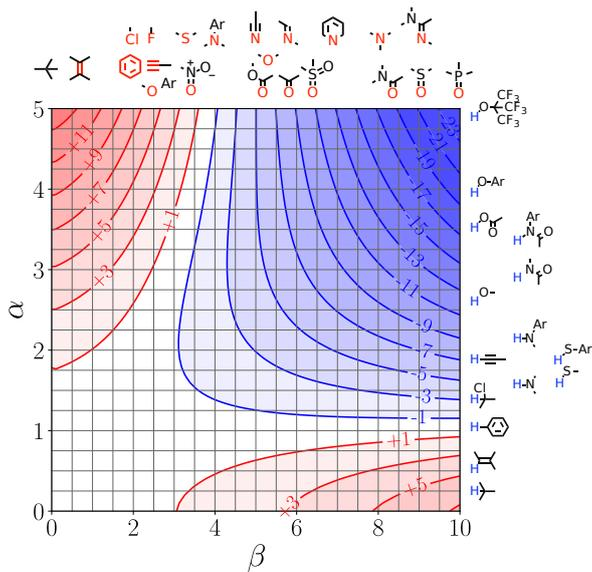 Ar
N
Cl F S N N N N N N
O
N+ O − O O S O N S P
O Ar O O O O O O O
CF3
H O CF3
CF3
5 +11 -23
+9 -21
-19
H O-Ar
4 +7 -17
+5 +1 -15
H O O
Ar
H N O
-13
3 +3 H N O
-11
H O-
α
-9
Ar
H-N
-7
2 H S-Ar
-5 H S-
-3 Cl H H-N
-1
1 H
+1
H
+5
H
+3
0
0 2 4 6 8 10
β